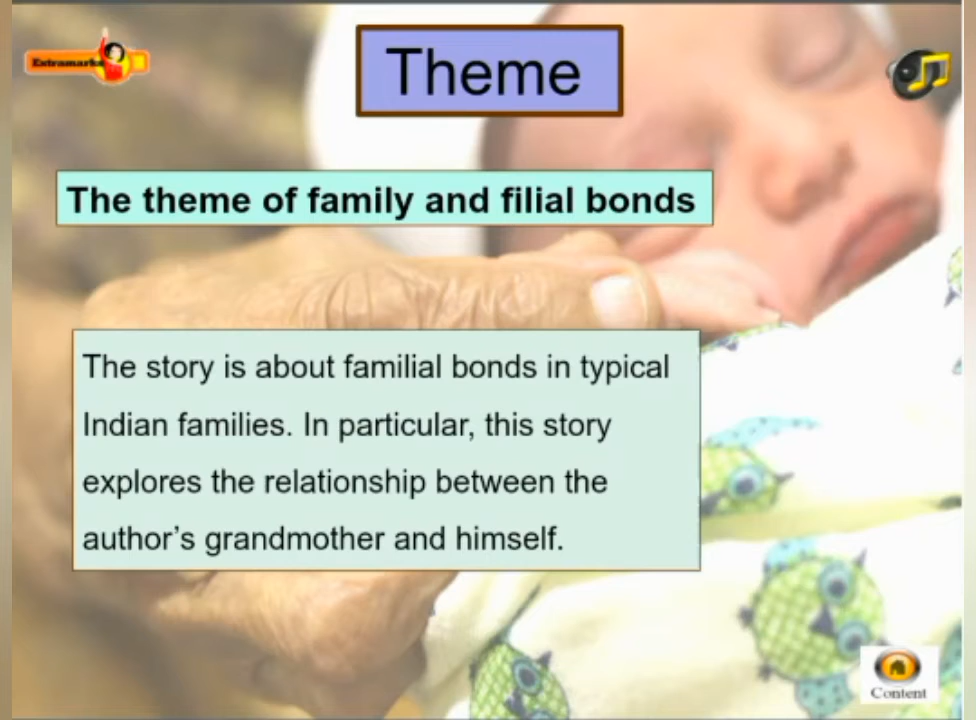 Extramarks
Theme
The theme of family and filial bonds
The story is about familial bonds in typical
Indian families. In particular, this story
explores the relationship between the
author's grandmother and himself.
Content